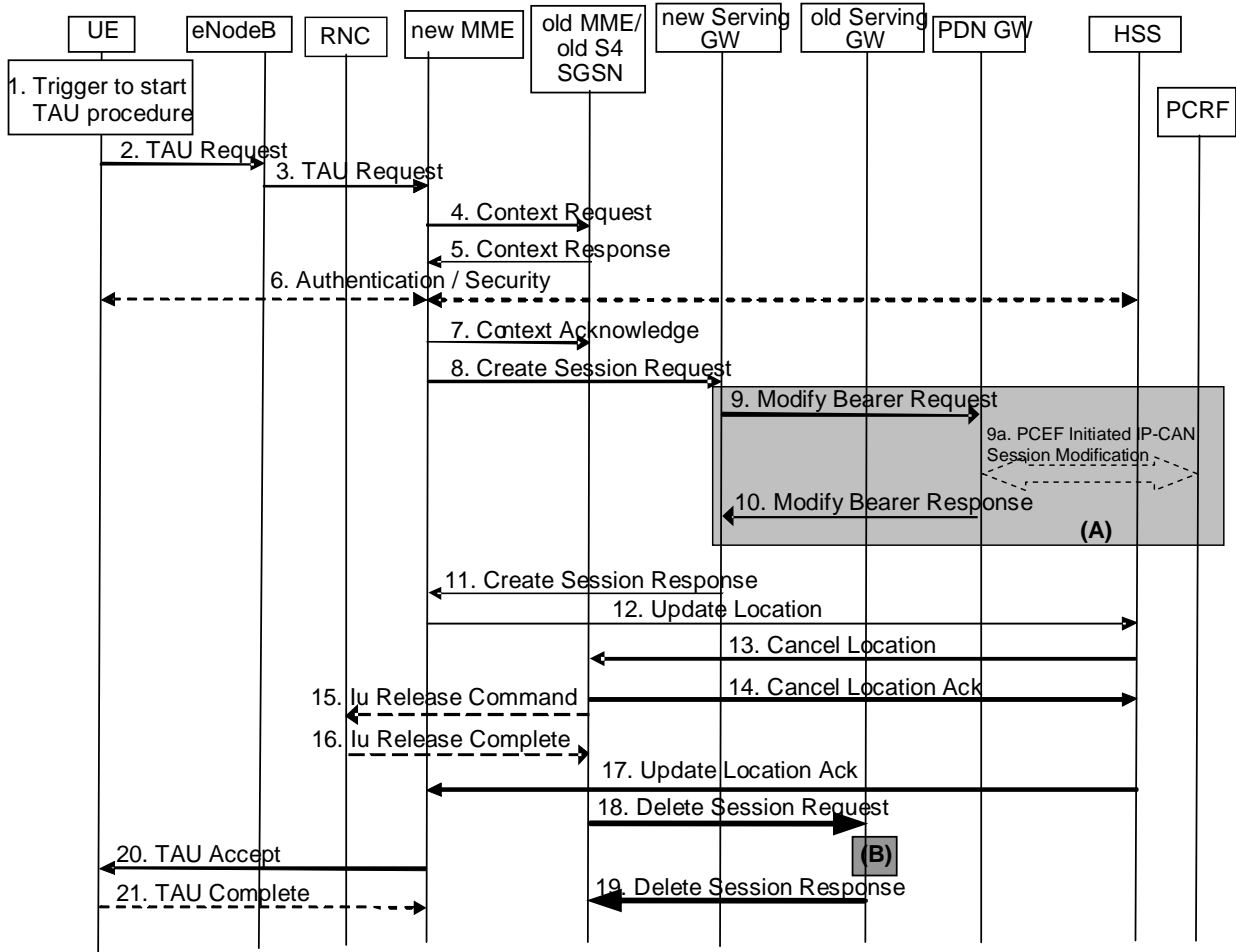 UE
eNodeB
RNC
new MME
old MME/
old S4
SGSN
new Serving
GW
old Serving
GW
PDN GW
HSS
PCRF
1. Trigger to start
TAU procedure
2. TAU Request
3. TAU Request
4. Context Request
5. Context Response
6. Authentication / Security
7. Context Acknowledge
8. Create Session Request
9. Modify Bearer Request
9a. PCEF Initiated IP-CAN
Session Modification
10. Modify Bearer Response
(A)
11. Create Session Response
12. Update Location
13. Cancel Location
14. Cancel Location Ack
15. Iu Release Command
16. Iu Release Complete
17. Update Location Ack
18. Delete Session Request
(B)
19. Delete Session Response
20. TAU Accept
21. TAU Complete